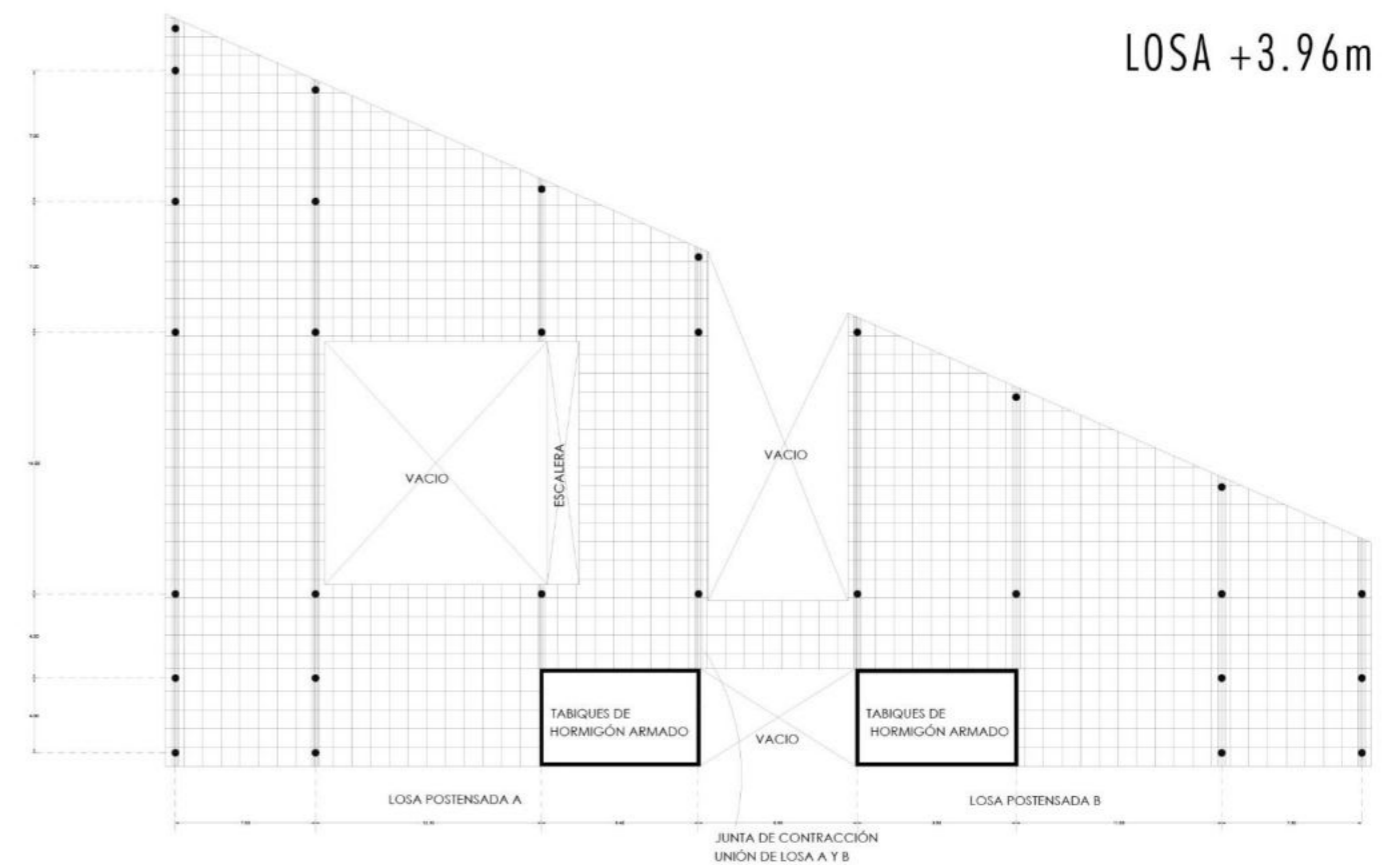 LOSA +3.96m
VACIO
ESCALERA
VACIO
TABIQUES DE
HORMIGÓN ARMADO
VACIO
TABIQUES DE
HORMIGÓN ARMADO
LOSA POSTENSADA A
LOSA POSTENSADA B
JUNTA DE CONTRACCIÓN
UNIÓN DE LOSA A Y B